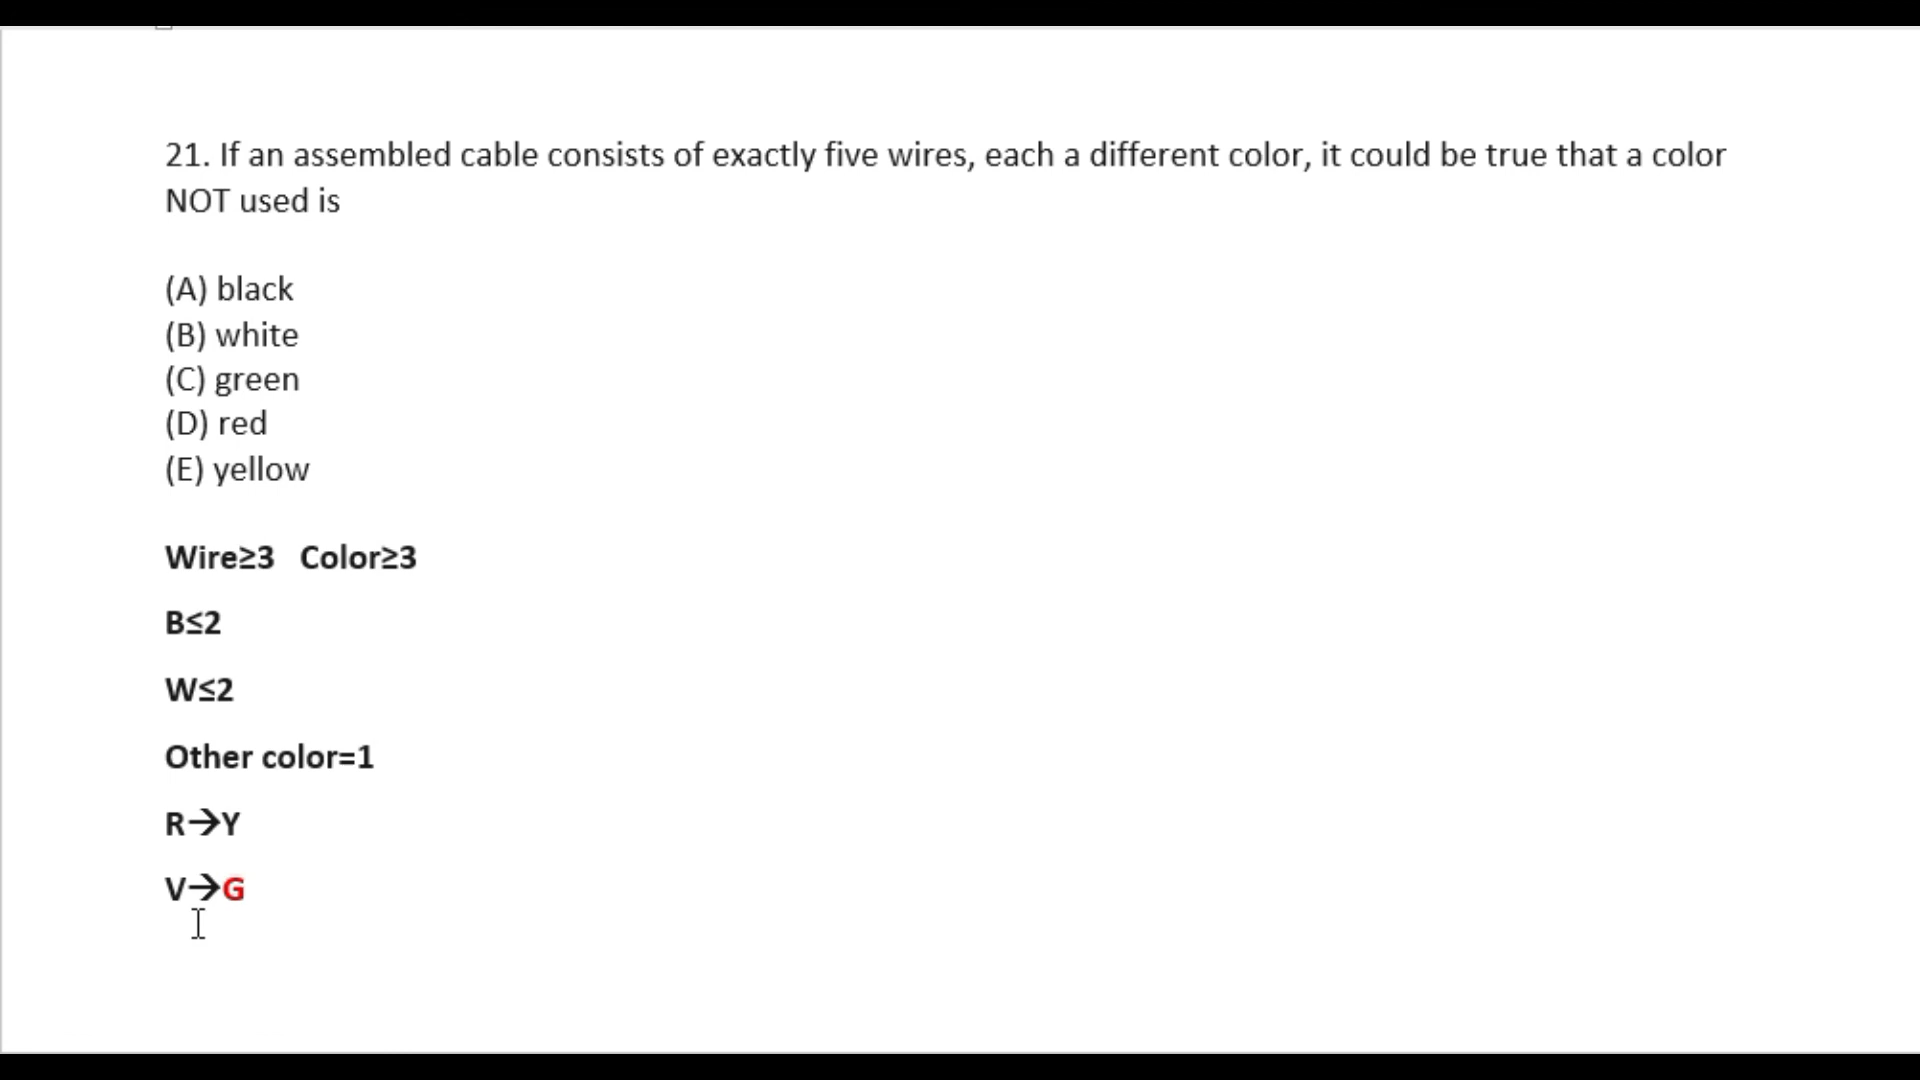 21. If an assembled cable consists of exactly five wires, each a different color, it could be true that a color
NOT used is
(A) black
(B) white
(C) green
(D) red
(E) yellow
Wire≥3 Color≥3
B≤2
W≤2
Other color=1
R→Y
V→G